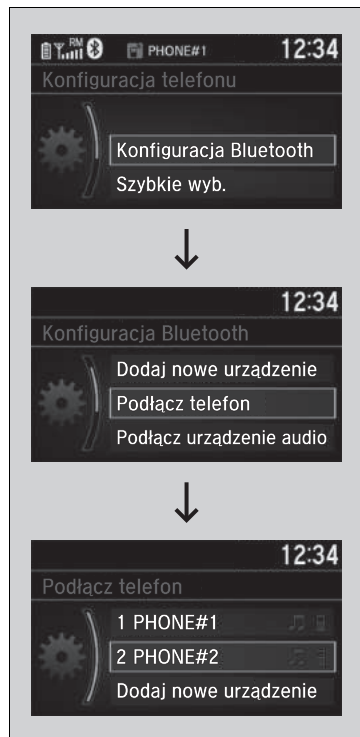 RM PHONE#1 12:34
Konfiguracja telefonu
Konfiguracja Bluetooth
Szybkie wyb.
12:34
Konfiguracja Bluetooth
Dodaj nowe urządzenie
Podłącz telefon
Podłącz urządzenie audio
12:34
Podłącz telefon
1 PHONE#1
2 PHONE#2
Dodaj nowe urządzenie